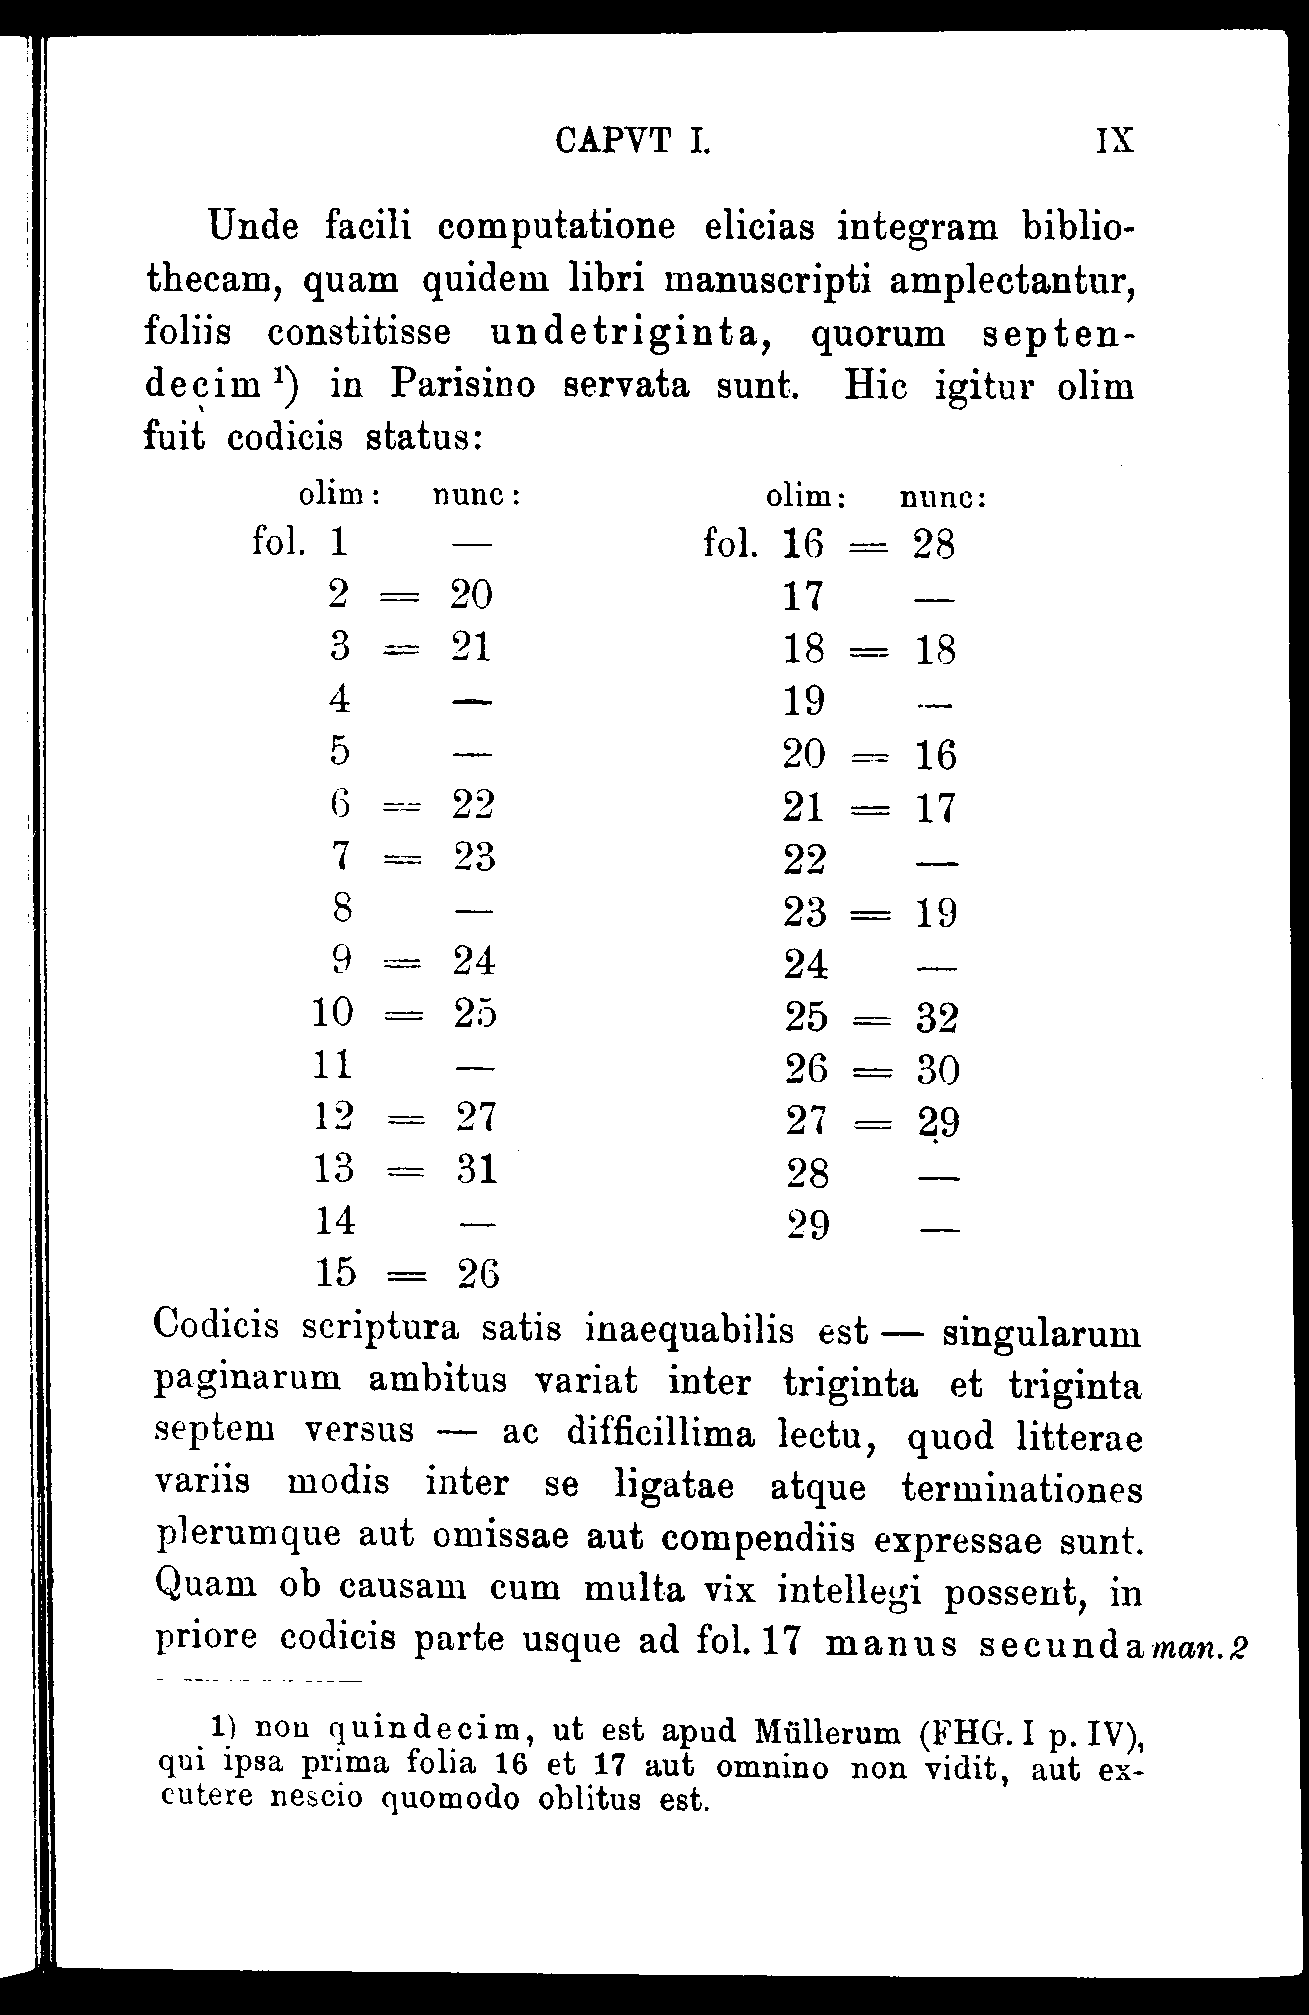 CAPVT I. IX
Unde facili computatione elicias integram biblio-
thecam, quam quidem libri manuscripti amplectantur,
foliis constitisse undetriginta, quorum septen-
decim ¹) in Parisino servata sunt. Hic igitur olim
fuit codicis status:
olim: nunc: olim: nunc:
fol. 1 — fol. 16 = 28
2 = 20 17 —
3 = 21 18 = 18
4 — 19 —
5 — 20 = 16
6 = 22 21 = 17
7 = 23 22 —
8 — 23 = 19
9 = 24 24 —
10 = 25 25 = 32
11 — 26 = 30
12 = 27 27 = 29
13 = 31 28 —
14 — 29 —
15 = 26
Codicis scriptura satis inaequabilis est — singularum
paginarum ambitus variat inter triginta et triginta
septem versus — ac difficillima lectu, quod litterae
variis modis inter se ligatae atque terminationes
plerumque aut omissae aut compendiis expressae sunt.
Quam ob causam cum multa vix intellegi possent, in
priore codicis parte usque ad fol. 17 manus secunda man. 2
1) non quindecim, ut est apud Müllerum (FHG. I p. IV),
qui ipsa prima folia 16 et 17 aut omnino non vidit, aut ex-
cutere nescio quomodo oblitus est.